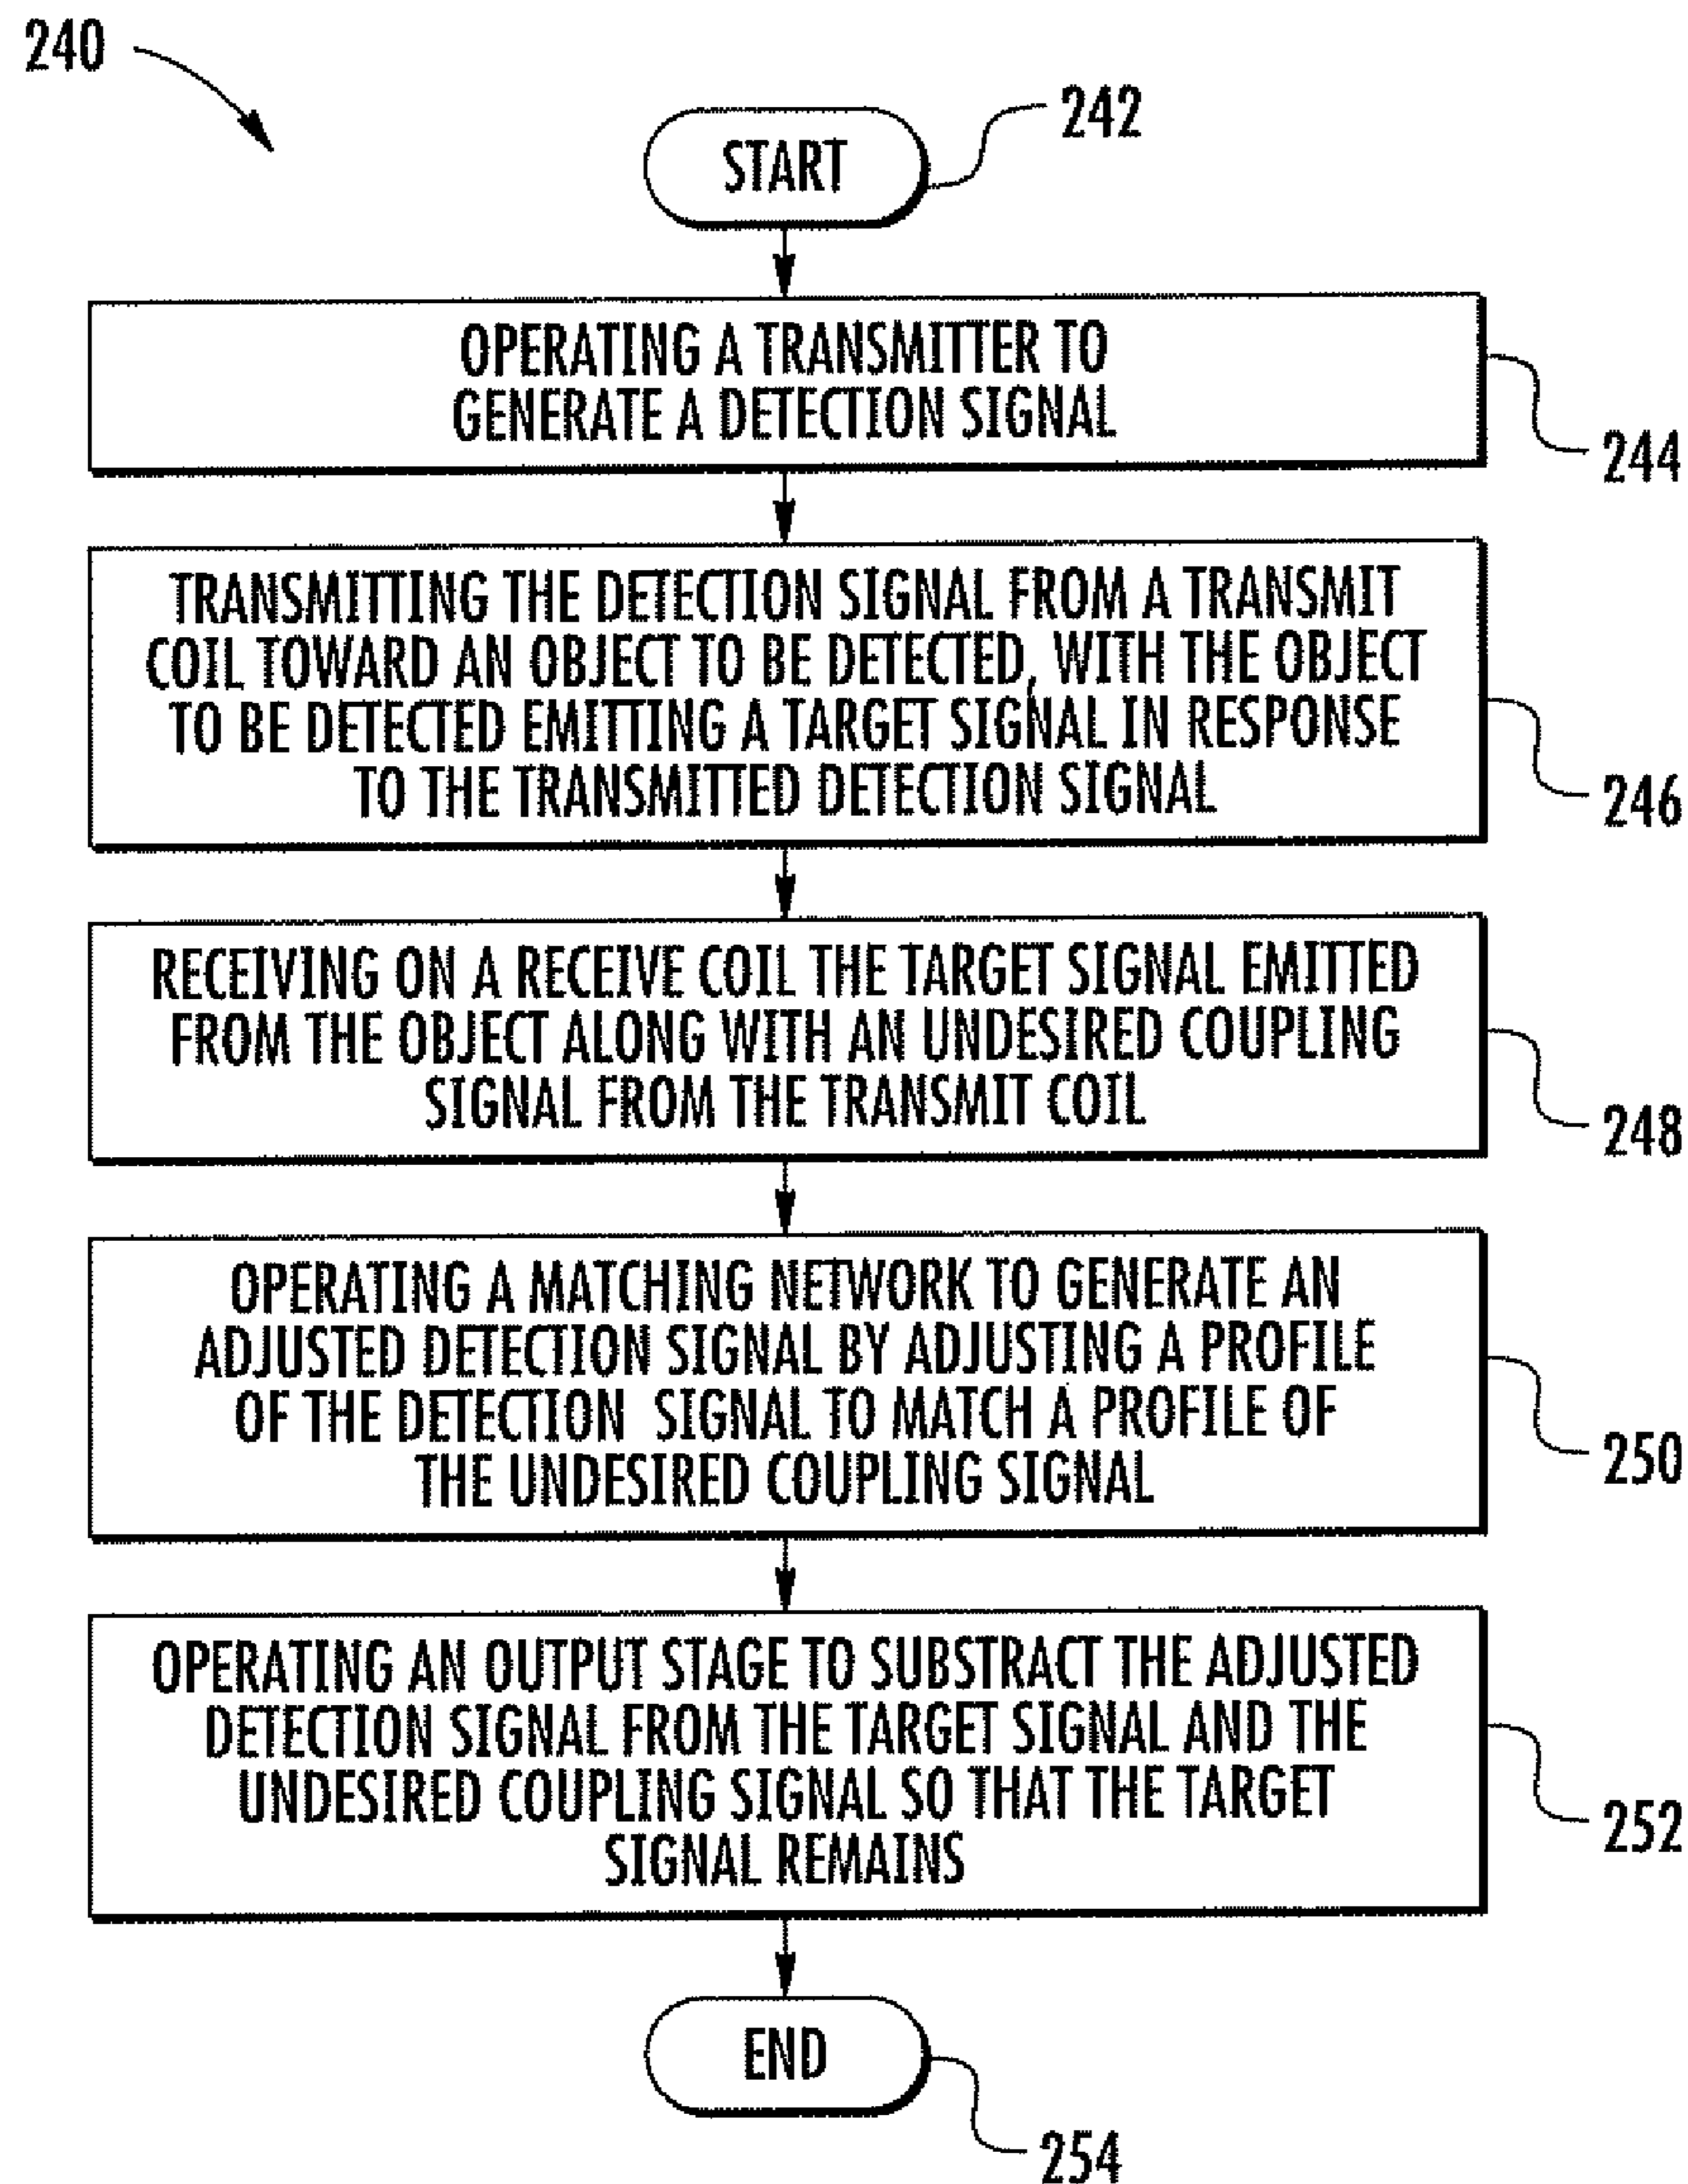 240
242
START
OPERATING A TRANSMITTER TO
GENERATE A DETECTION SIGNAL
244
TRANSMITTING THE DETECTION SIGNAL FROM A TRANSMIT
COIL TOWARD AN OBJECT TO BE DETECTED, WITH THE OBJECT
TO BE DETECTED EMITTING A TARGET SIGNAL IN RESPONSE
TO THE TRANSMITTED DETECTION SIGNAL
246
RECEIVING ON A RECEIVE COIL THE TARGET SIGNAL EMITTED
FROM THE OBJECT ALONG WITH AN UNDESIRED COUPLING
SIGNAL FROM THE TRANSMIT COIL
248
OPERATING A MATCHING NETWORK TO GENERATE AN
ADJUSTED DETECTION SIGNAL BY ADJUSTING A PROFILE
OF THE DETECTION SIGNAL TO MATCH A PROFILE OF
THE UNDESIRED COUPLING SIGNAL
250
OPERATING AN OUTPUT STAGE TO SUBSTRACT THE ADJUSTED
DETECTION SIGNAL FROM THE TARGET SIGNAL AND THE
UNDESIRED COUPLING SIGNAL SO THAT THE TARGET
SIGNAL REMAINS
252
END
254